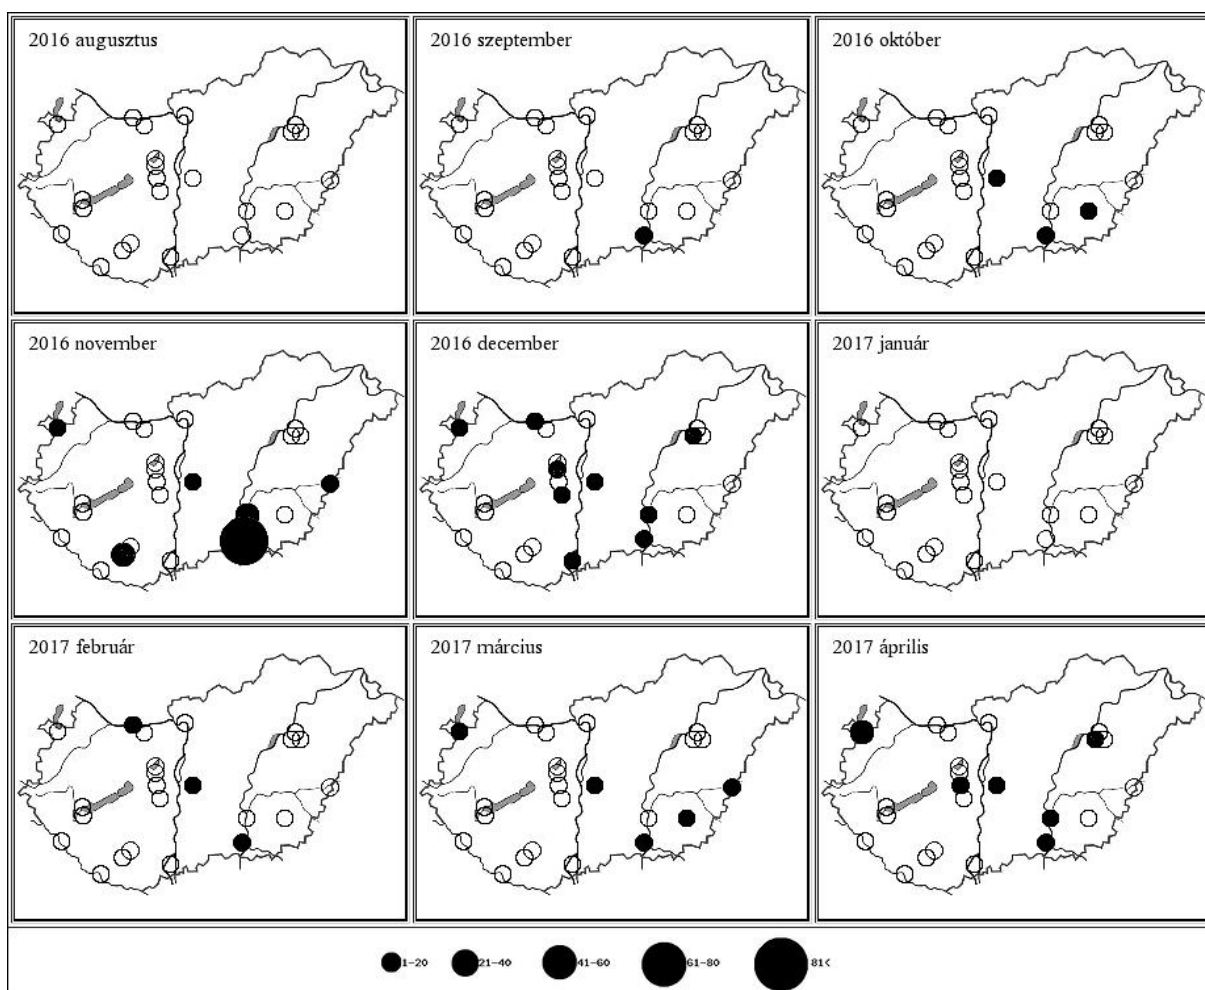 2016 augusztus
2016 szeptember
2016 október
2016 november
2016 december
2017 január
2017 február
2017 március
2017 április
1-20
21-40
41-60
61-80
81<